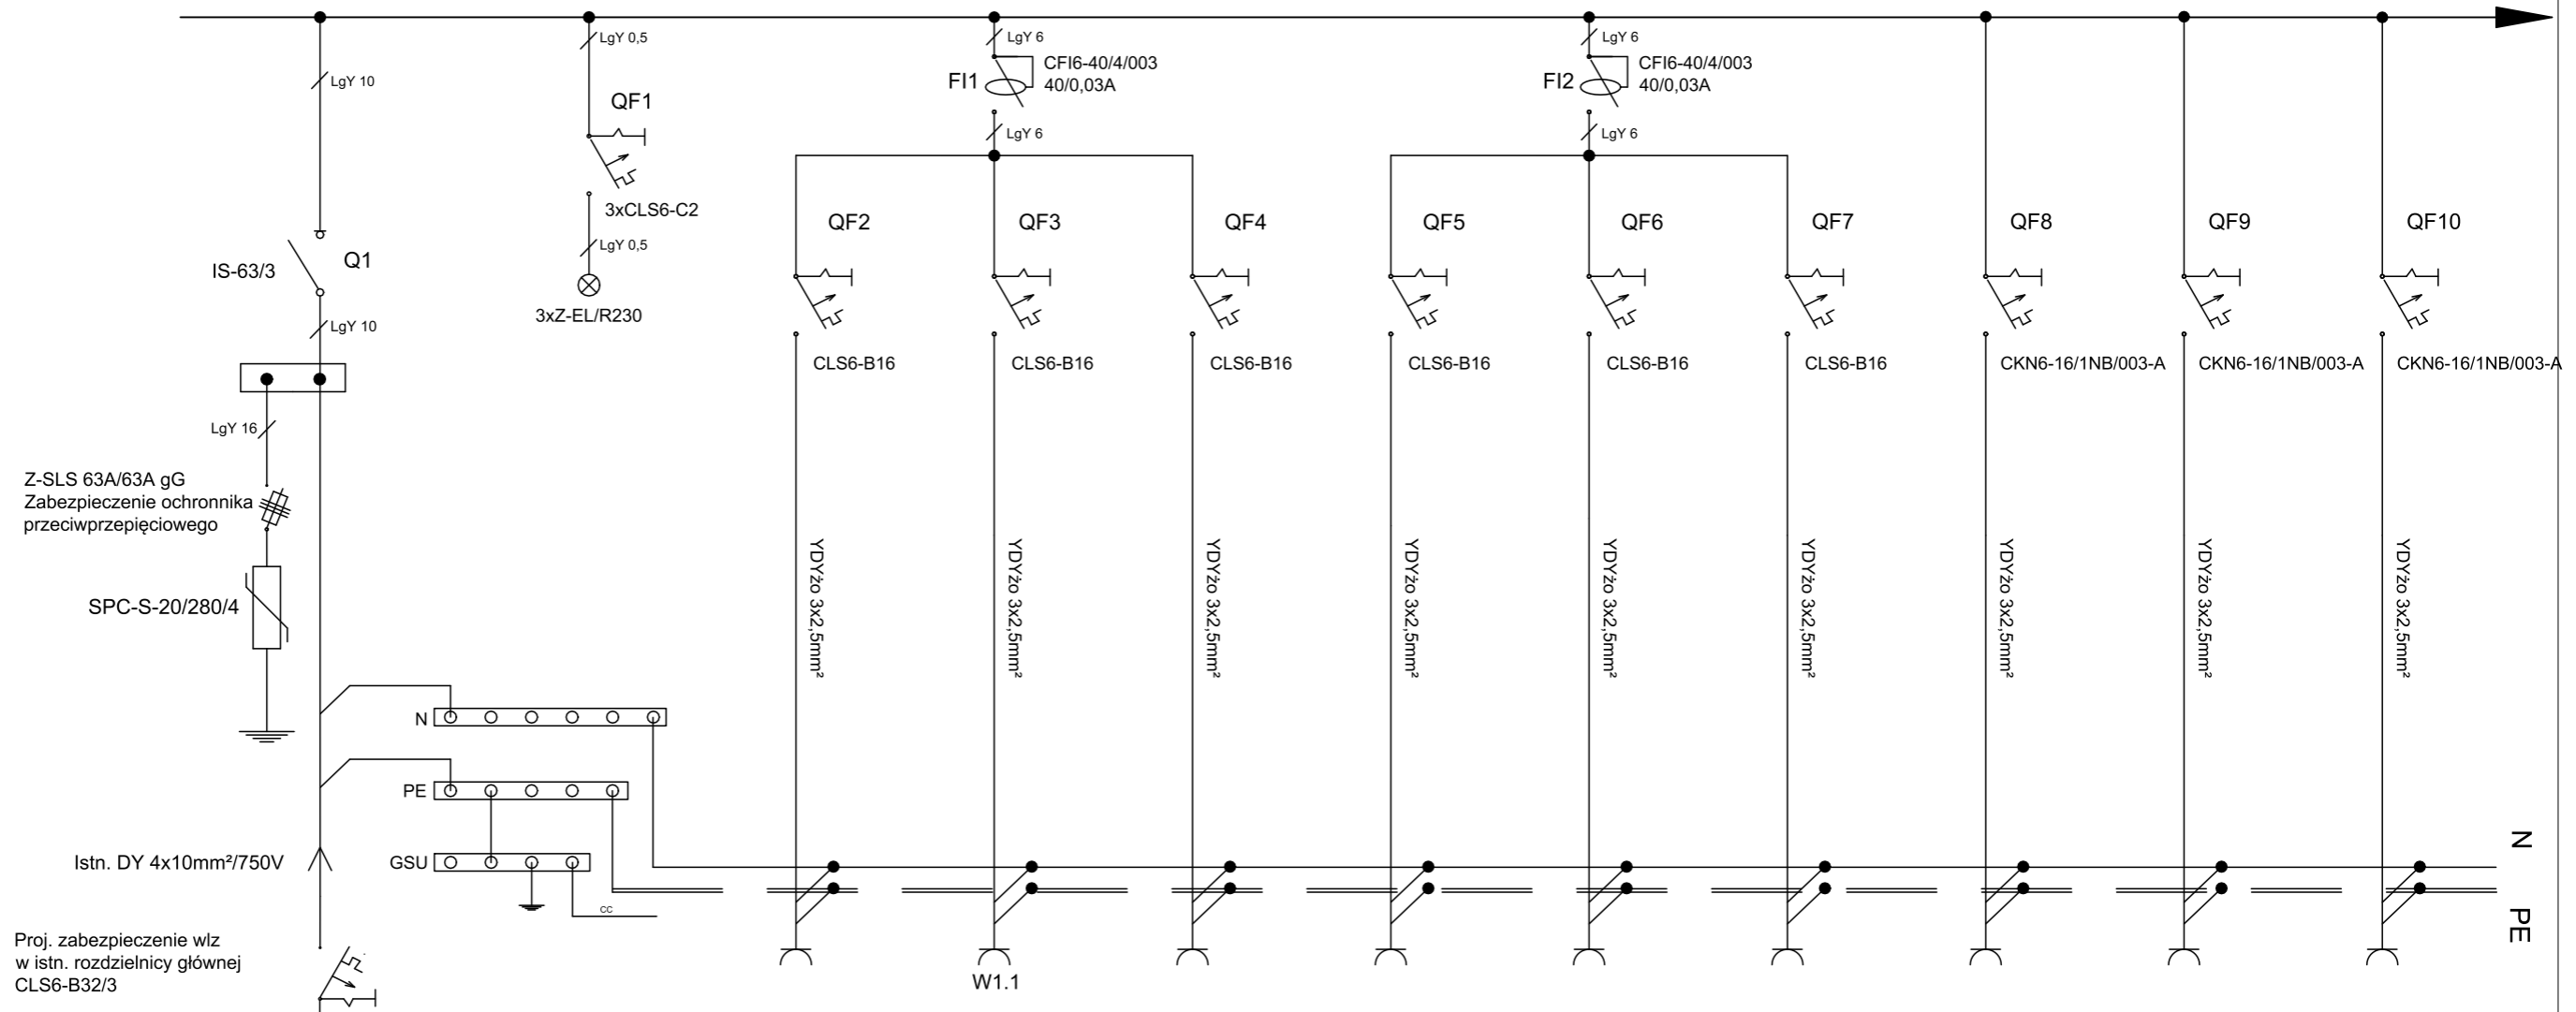 LgY 10
LgY 0,5
LgY 6
CFI6-40/4/003
40/0,03A
FI1
LgY 6
LgY 6
CFI6-40/4/003
40/0,03A
FI2
LgY 6
QF1
3xCLS6-C2
LgY 0,5
3xZ-EL/R230
IS-63/3
Q1
LgY 10
LgY 16
QF2
QF3
QF4
QF5
QF6
QF7
QF8
QF9
QF10
CLS6-B16
CLS6-B16
CLS6-B16
CLS6-B16
CLS6-B16
CLS6-B16
CKN6-16/1NB/003-A
CKN6-16/1NB/003-A
CKN6-16/1NB/003-A
Z-SLS 63A/63A gG
Zabezpieczenie ochronnika
przeciwprzepięciowego
SPC-S-20/280/4
YDYżo 3x2,5mm²
YDYżo 3x2,5mm²
YDYżo 3x2,5mm²
YDYżo 3x2,5mm²
YDYżo 3x2,5mm²
YDYżo 3x2,5mm²
YDYżo 3x2,5mm²
YDYżo 3x2,5mm²
YDYżo 3x2,5mm²
N
PE
GSU
cc
Istn. DY 4x10mm²/750V
Proj. zabezpieczenie wlz
w istn. rozdzielnicy głównej
CLS6-B32/3
W1.1
N
PE